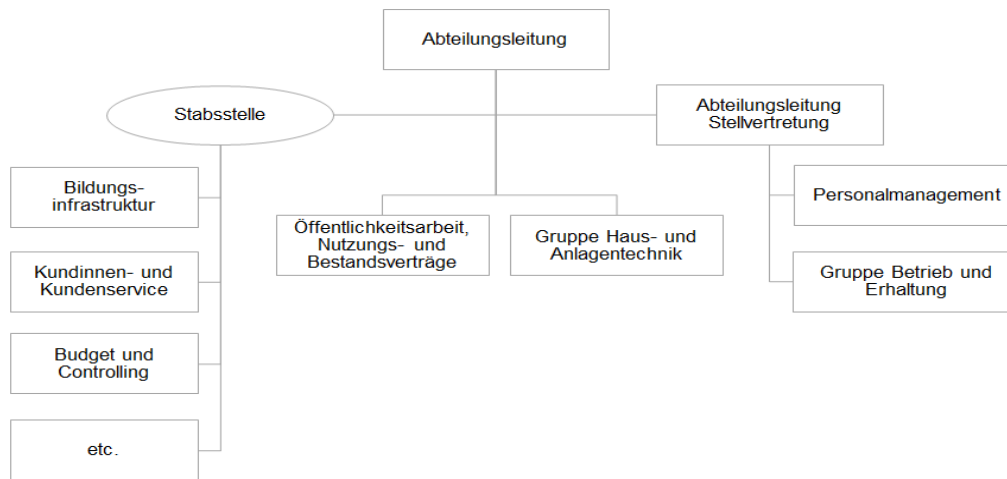 Abteilungsleitung
Stabsstelle
Abteilungsleitung
Stellvertretung
Bildungs-
infrastruktur
Kundinnen- und
Kundenservice
Budget und
Controlling
etc.
Öffentlichkeitsarbeit,
Nutzungs- und
Bestandsverträge
Gruppe Haus- und
Anlagentechnik
Personalmanagement
Gruppe Betrieb und
Erhaltung